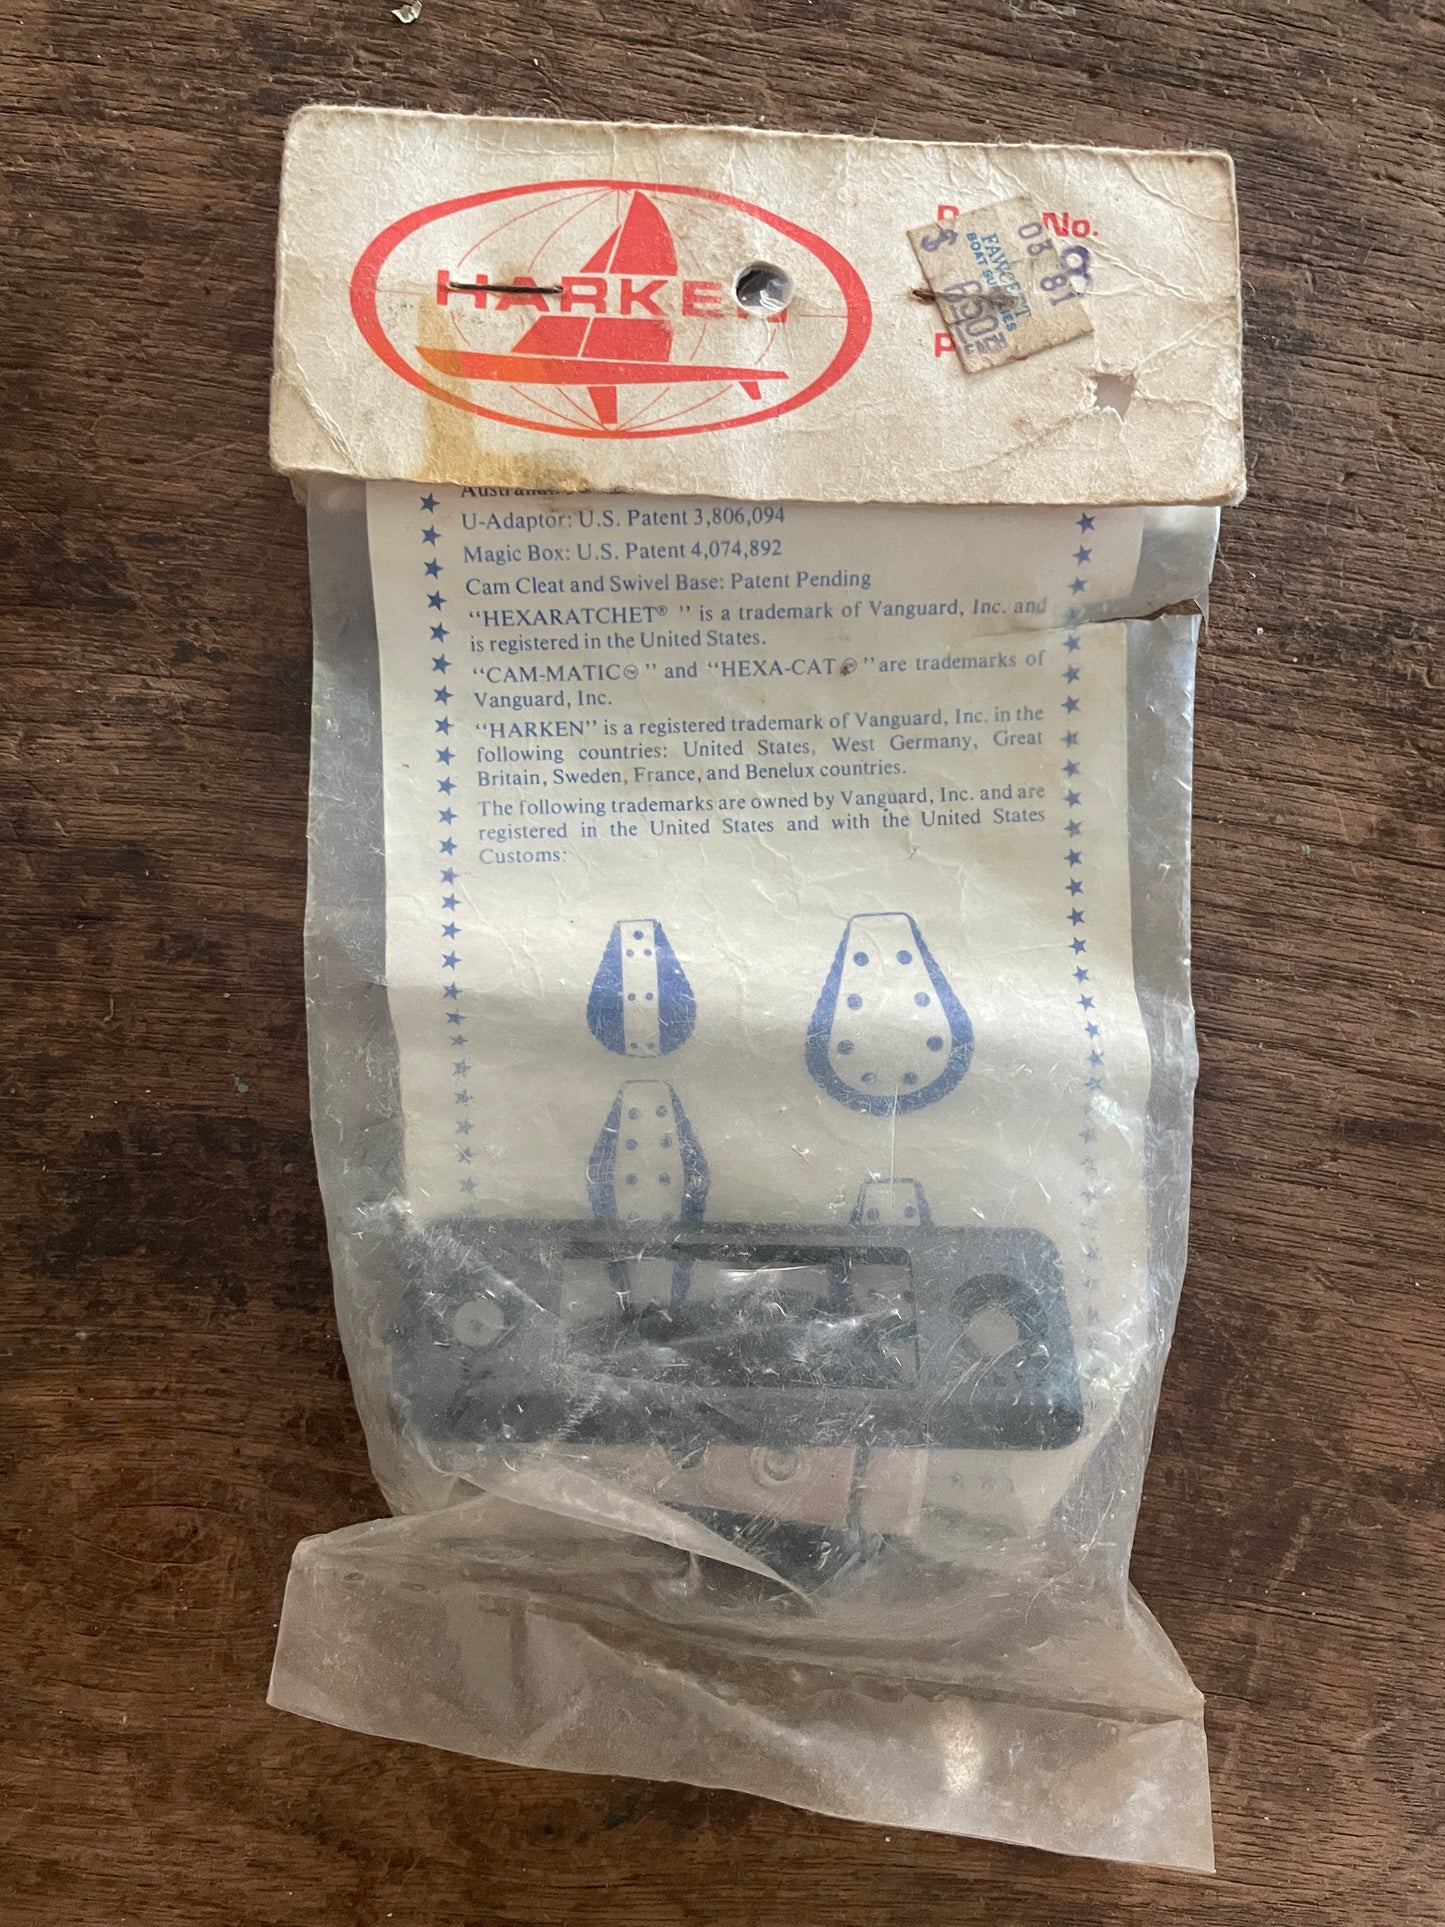 HARKEN
No.
03 81
FAWCETT
BOAT SUPPLIES
$
U-Adaptor: U.S. Patent 3,806,094
Magic Box: U.S. Patent 4,074,892
Cam Cleat and Swivel Base: Patent Pending
“HEXARATCHET® ” is a trademark of Vanguard, Inc. and
is registered in the United States.
“CAM-MATIC™ ” and “HEXA-CAT™ ” are trademarks of
Vanguard, Inc.
“HARKEN” is a registered trademark of Vanguard, Inc. in the
following countries: United States, West Germany, Great
Britain, Sweden, France, and Benelux countries.
The following trademarks are owned by Vanguard, Inc. and are
registered in the United States and with the United States
Customs: